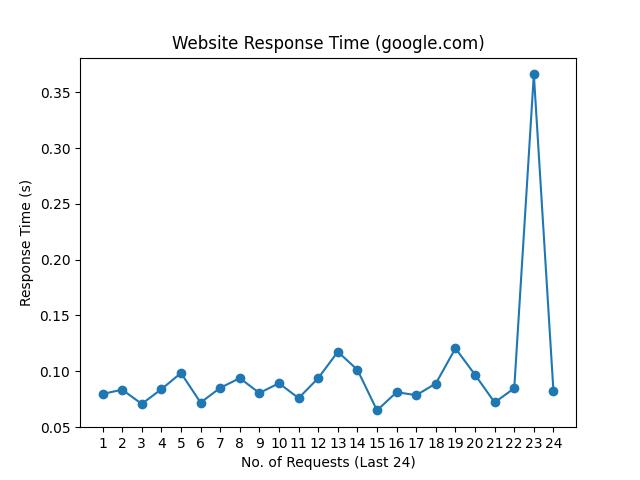 Website Response Time (google.com)
0.35
0.30
0.25
0.20
0.15
0.10
0.05
Response Time (s)
1 2 3 4 5 6 7 8 9 10 11 12 13 14 15 16 17 18 19 20 21 22 23 24
No. of Requests (Last 24)